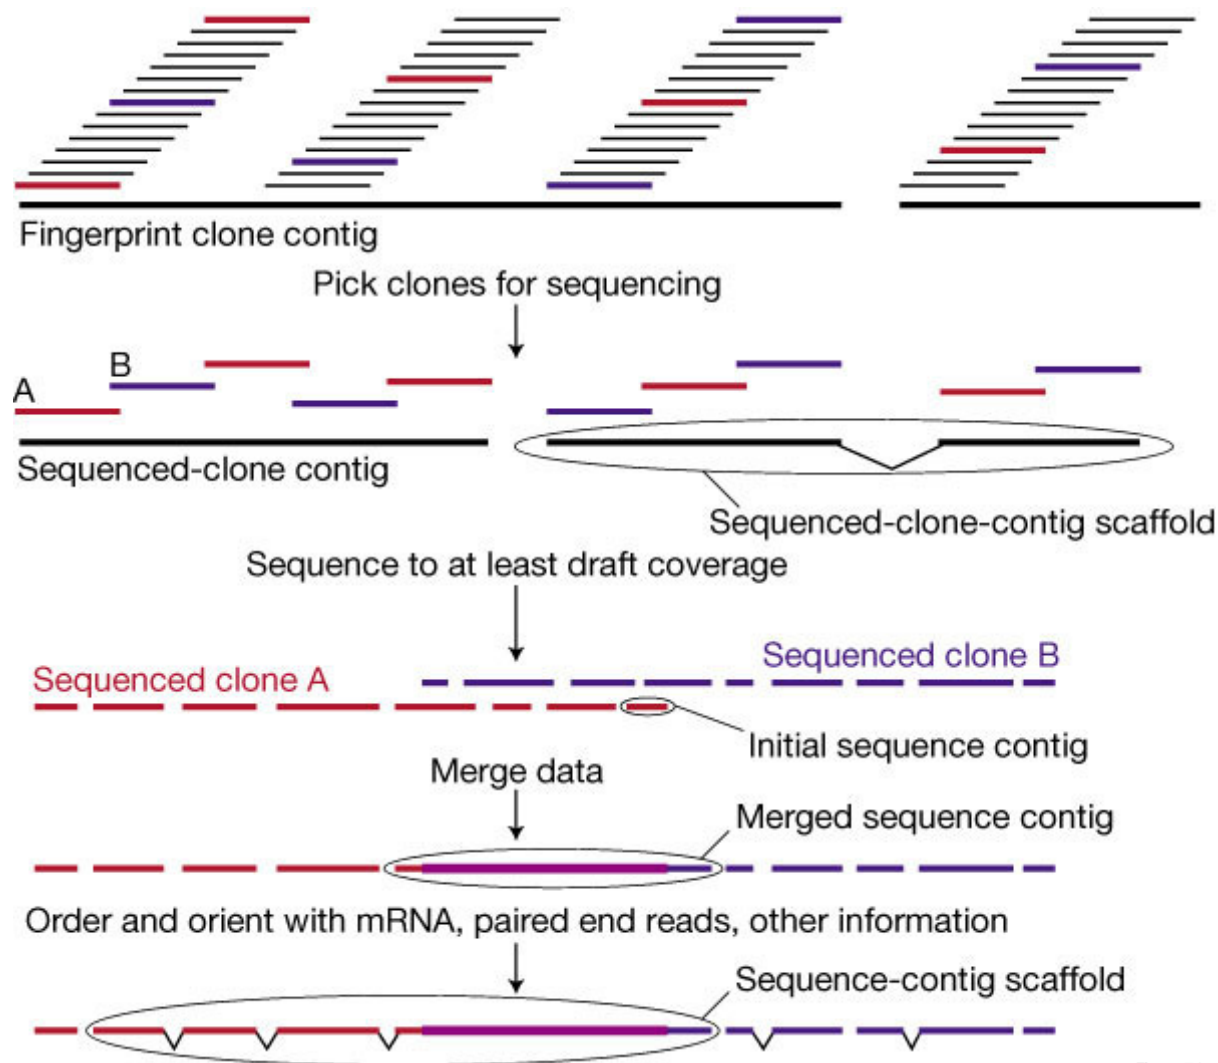 Fingerprint clone contig
Pick clones for sequencing
A
B
Sequenced-clone contig
Sequenced-clone-contig scaffold
Sequence to at least draft coverage
Sequenced clone A
Sequenced clone B
Initial sequence contig
Merge data
Merged sequence contig
Order and orient with mRNA, paired end reads, other information
Sequence-contig scaffold